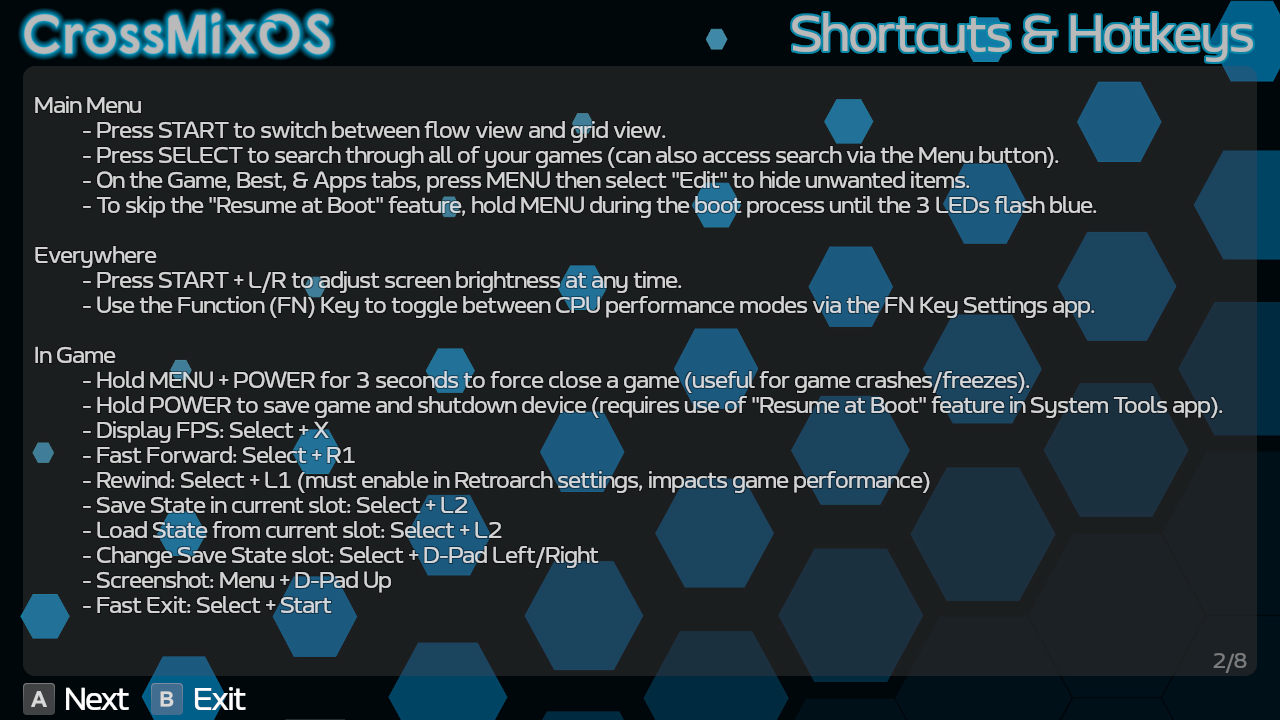 CrossMixOS
Shortcuts & Hotkeys
Main Menu
- Press START to switch between flow view and grid view.
- Press SELECT to search through all of your games (can also access search via the Menu button).
- On the Game, Best, & Apps tabs, press MENU then select "Edit" to hide unwanted items.
- To skip the "Resume at Boot" feature, hold MENU during the boot process until the 3 LEDs flash blue.
Everywhere
- Press START + L/R to adjust screen brightness at any time.
- Use the Function (FN) Key to toggle between CPU performance modes via the FN Key Settings app.
In Game
- Hold MENU + POWER for 3 seconds to force close a game (useful for game crashes/freezes).
- Hold POWER to save game and shutdown device (requires use of "Resume at Boot" feature in System Tools app).
- Display FPS: Select + X
- Fast Forward: Select + R1
- Rewind: Select + L1 (must enable in Retroarch settings, impacts game performance)
- Save State in current slot: Select + L2
- Load State from current slot: Select + L2
- Change Save State slot: Select + D-Pad Left/Right
- Screenshot: Menu + D-Pad Up
- Fast Exit: Select + Start
2/8
A Next B Exit